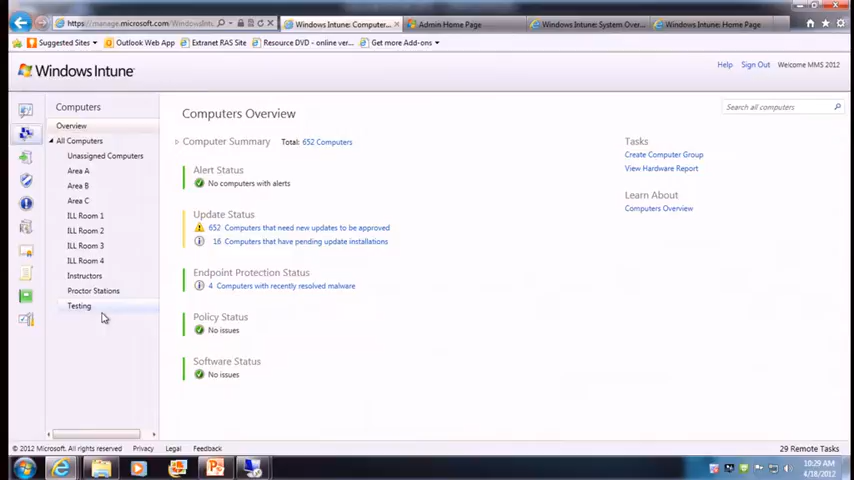 https://manage.microsoft.com/WindowsIntu
Windows Intune: Computer...
Admin Home Page
Windows Intune: System Over...
Windows Intune: Home Page
Suggested Sites
Outlook Web App
Extranet RAS Site
Resource DVD - online ver...
Get more Add-ons
Windows Intune
Help
Sign Out
Welcome MMS 2012
Computers
Overview
All Computers
Unassigned Computers
Area A
Area B
Area C
ILL Room 1
ILL Room 2
ILL Room 3
ILL Room 4
Instructors
Proctor Stations
Testing
Computers Overview
Search all computers
Computer Summary Total: 652 Computers
Alert Status
No computers with alerts
Update Status
652 Computers that need new updates to be approved
16 Computers that have pending update installations
Endpoint Protection Status
4 Computers with recently resolved malware
Policy Status
No issues
Software Status
No issues
Tasks
Create Computer Group
View Hardware Report
Learn About
Computers Overview
© 2012 Microsoft. All rights reserved
Privacy
Legal
Feedback
29 Remote Tasks
10:29 AM
4/18/2012